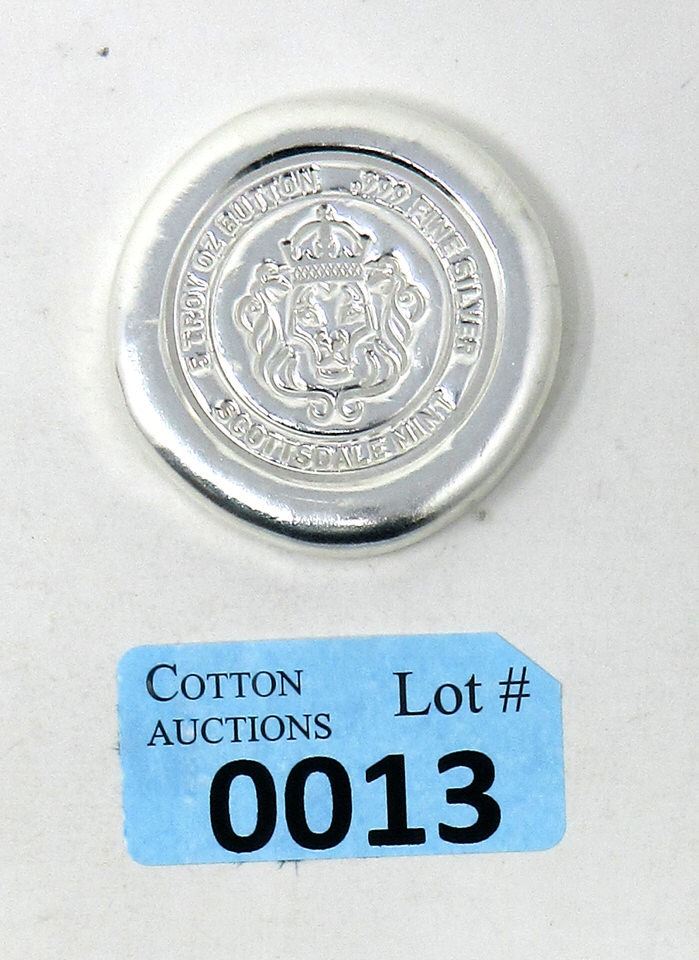 5 TROY OZ BUTTON .999 FINE SILVER
SCOTTSDALE MINT
COTTON
AUCTIONS
Lot #
0013